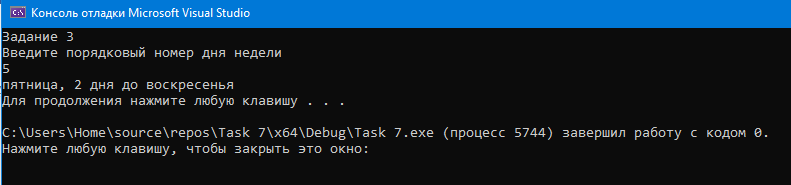 Консоль отладки Microsoft Visual Studio
Задание 3
Введите порядковый номер дня недели
5
пятница, 2 дня до воскресенья
Для продолжения нажмите любую клавишу . . .
C:\Users\Home\source\repos\Task 7\x64\Debug\Task 7.exe (процесс 5744) завершил работу с кодом 0.
Нажмите любую клавишу, чтобы закрыть это окно: